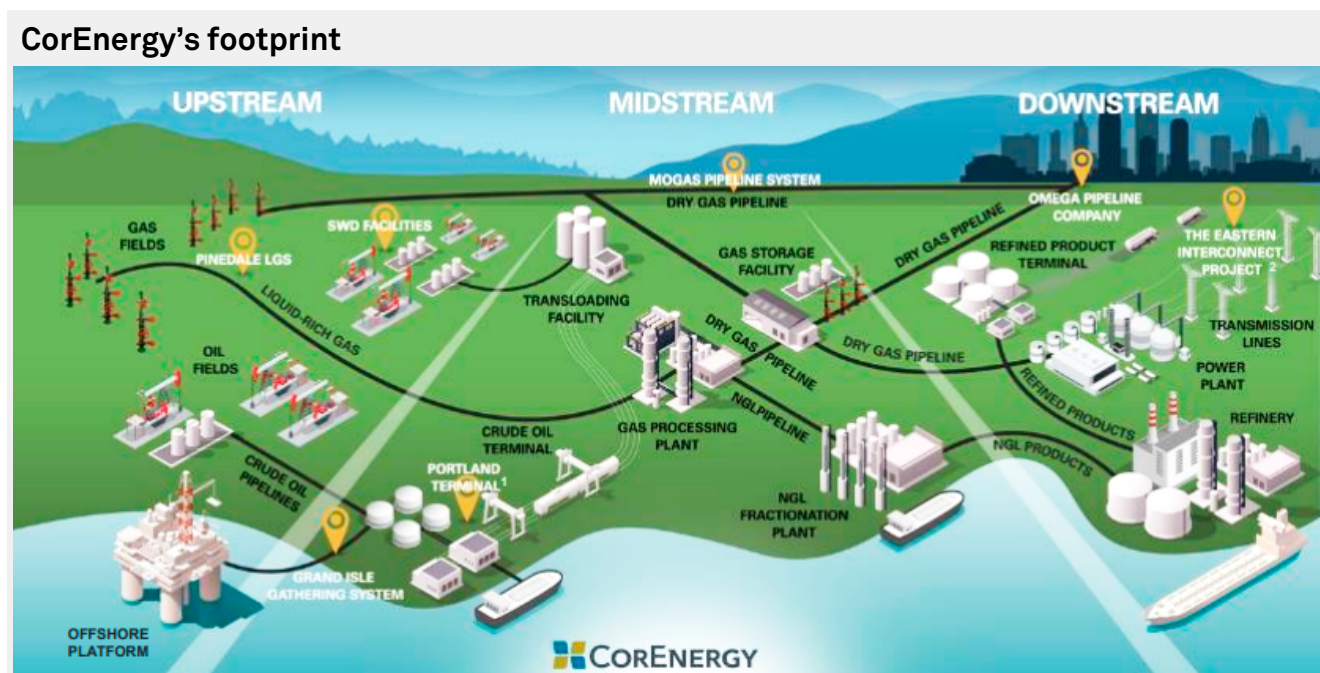 CorEnergy’s footprint
UPSTREAM
MIDSTREAM
DOWNSTREAM
MOGAS PIPELINE SYSTEM
DRY GAS PIPELINE
OMEGA PIPELINE
COMPANY
GAS
FIELDS
PINEDALE LGS
SWD FACILITIES
LIQUID-RICH GAS
TRANSLOADING
FACILITY
GAS STORAGE
FACILITY
DRY GAS PIPELINE
REFINED PRODUCT
TERMINAL
THE EASTERN
INTERCONNECT
PROJECT 2
TRANSMISSION
LINES
OIL
FIELDS
DRY GAS PIPELINE
DRY GAS PIPELINE
POWER
PLANT
REFINED PRODUCTS
REFINERY
CRUDE OIL
TERMINAL
GAS PROCESSING
PLANT
NGL PIPELINE
NGL PRODUCTS
CRUDE OIL
PIPELINES
PORTLAND
TERMINAL1
NGL
FRACTIONATION
PLANT
GRAND ISLE
GATHERING SYSTEM
OFFSHORE
PLATFORM
CORENERGY